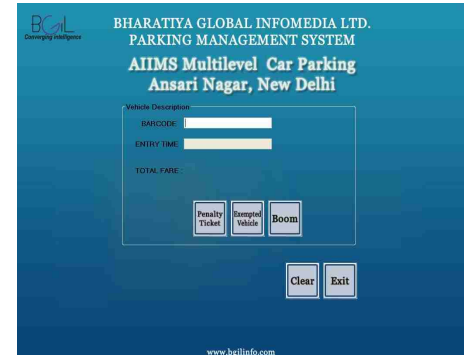 BGIL
Converging intelligence
BHARATIYA GLOBAL INFOMEDIA LTD.
PARKING MANAGEMENT SYSTEM
AIIMS Multilevel Car Parking
Ansari Nagar, New Delhi
Vehicle Description
BARCODE
ENTRY TIME
TOTAL FARE :
Penalty Ticket
Exempted Vehicle
Boom
Clear
Exit
www.bgilinfo.com